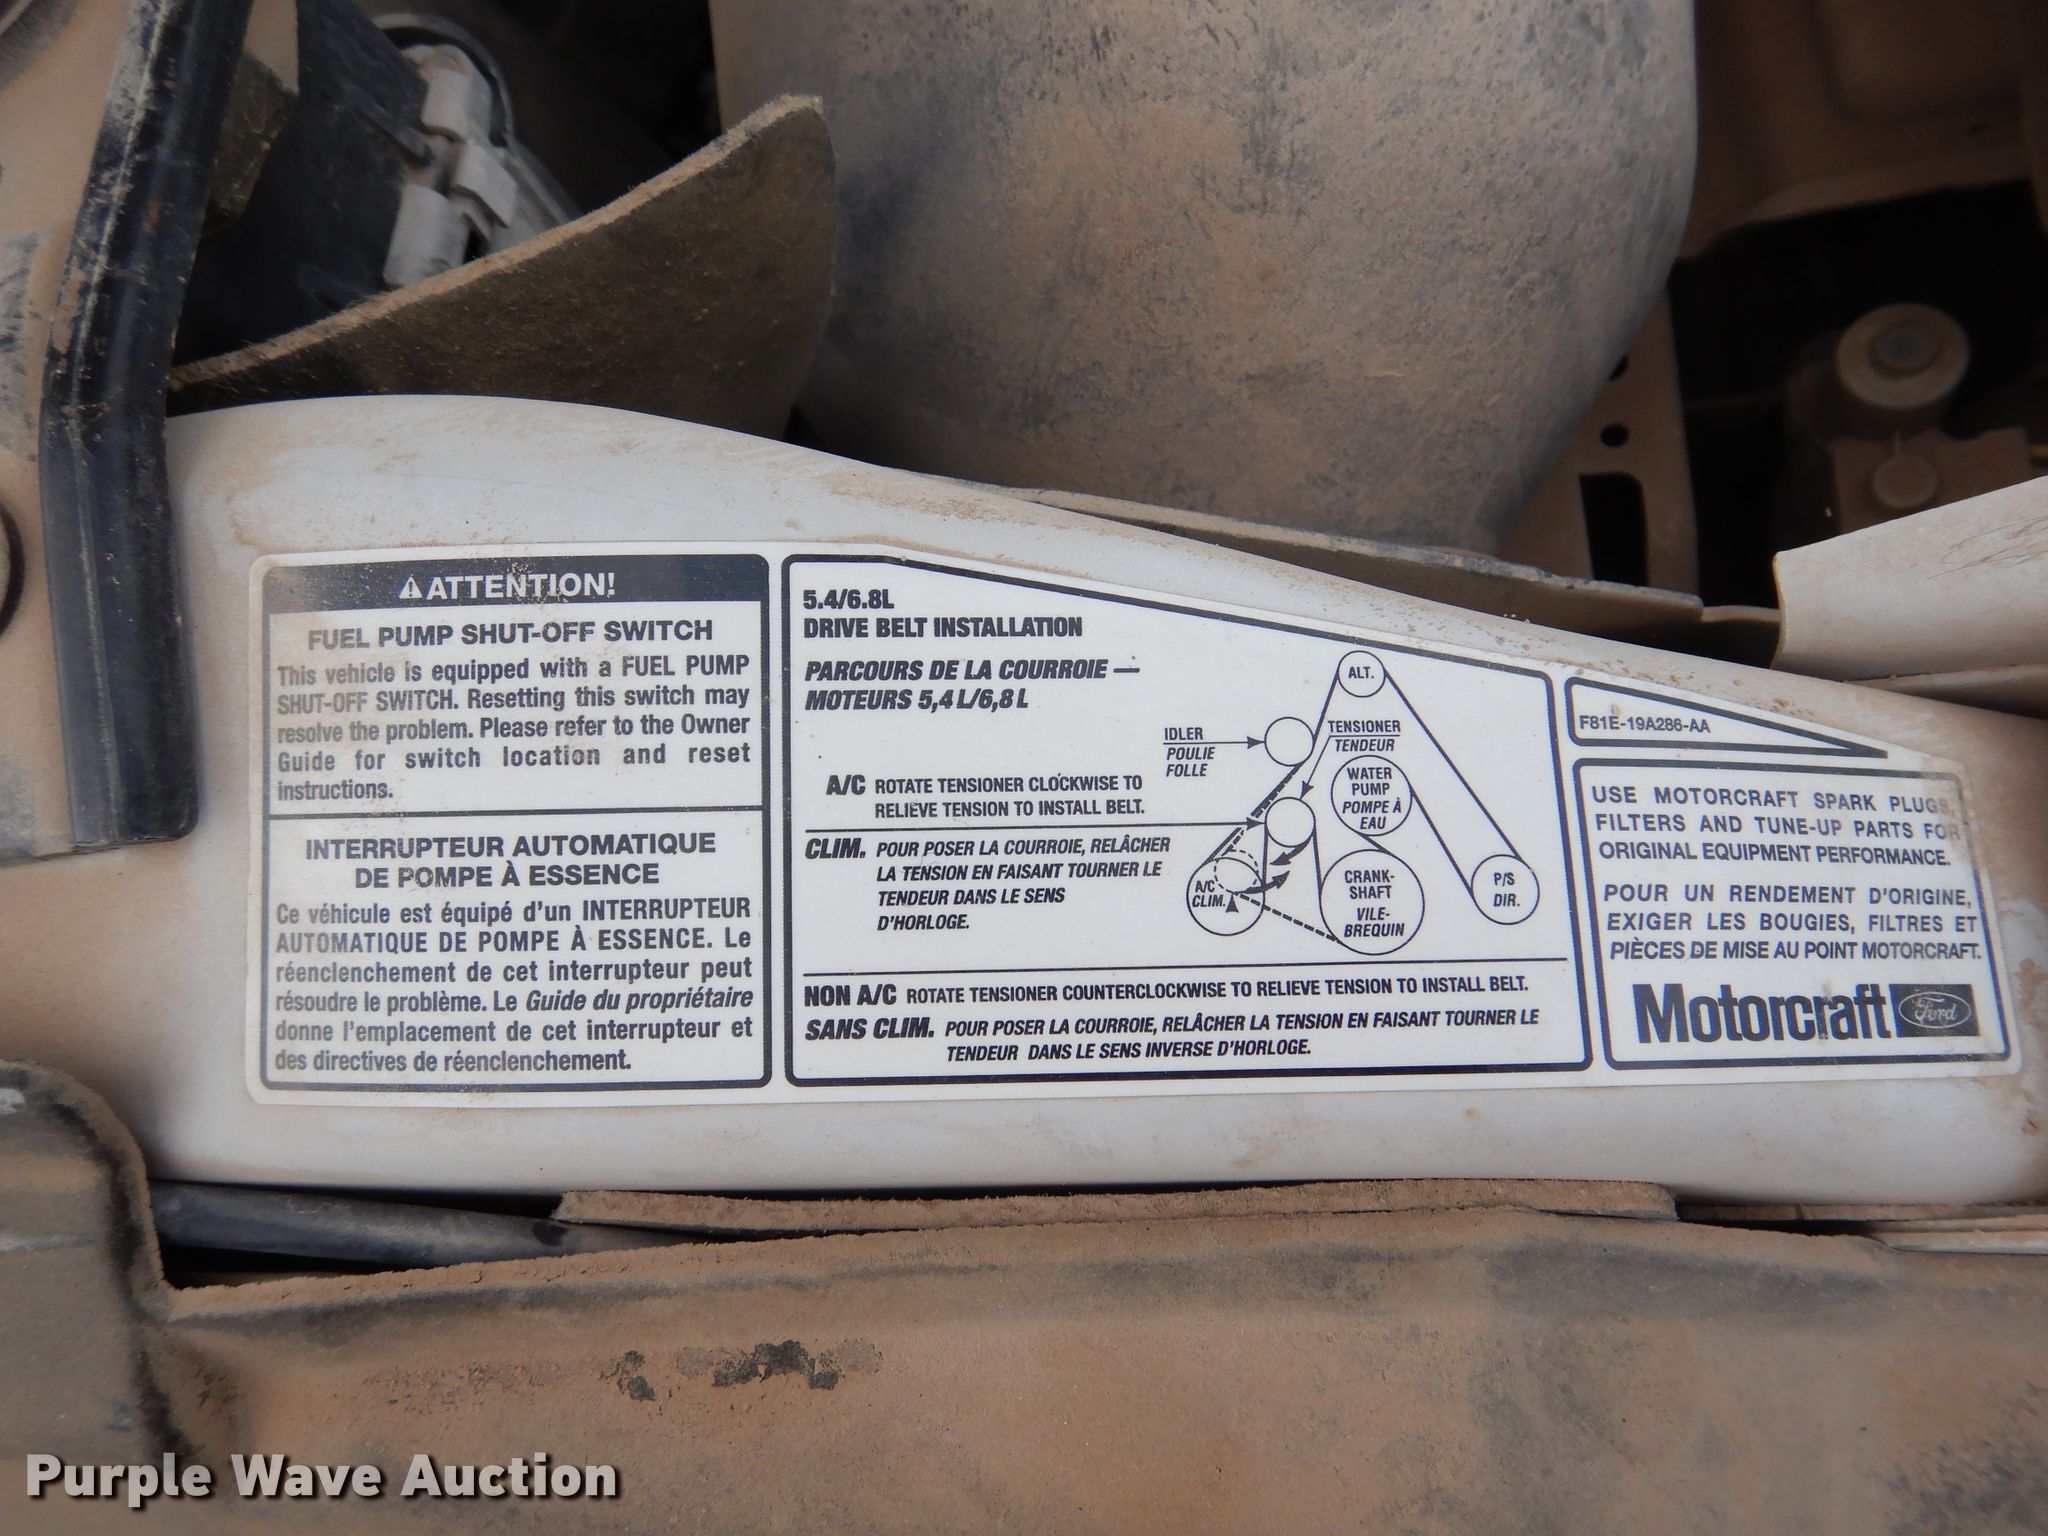 ⚠ATTENTION!
FUEL PUMP SHUT-OFF SWITCH
This vehicle is equipped with a FUEL PUMP
SHUT-OFF SWITCH. Resetting this switch may
resolve the problem. Please refer to the Owner
Guide for switch location and reset
instructions.
INTERRUPTEUR AUTOMATIQUE
DE POMPE À ESSENCE
Ce véhicule est équipé d'un INTERRUPTEUR
AUTOMATIQUE DE POMPE À ESSENCE. Le
réenclenchement de cet interrupteur peut
résoudre le problème. Le Guide du propriétaire
donne l'emplacement de cet interrupteur et
des directives de réenclenchement.
5.4/6.8L
DRIVE BELT INSTALLATION
PARCOURS DE LA COURROIE —
MOTEURS 5,4 L/6,8 L
A/C ROTATE TENSIONER CLOCKWISE TO
RELIEVE TENSION TO INSTALL BELT.
CLIM. POUR POSER LA COURROIE, RELÂCHER
LA TENSION EN FAISANT TOURNER LE
TENDEUR DANS LE SENS
D'HORLOGE.
ALT.
IDLER
POULIE
FOLLE
TENSIONER
TENDEUR
WATER
PUMP
POMPE À
EAU
A/C
CLIM.
CRANK-
SHAFT
VILE-
BREQUIN
P/S
DIR.
NON A/C ROTATE TENSIONER COUNTERCLOCKWISE TO RELIEVE TENSION TO INSTALL BELT.
SANS CLIM. POUR POSER LA COURROIE, RELÂCHER LA TENSION EN FAISANT TOURNER LE
TENDEUR DANS LE SENS INVERSE D'HORLOGE.
F81E-19A286-AA
USE MOTORCRAFT SPARK PLUGS,
FILTERS AND TUNE-UP PARTS FOR
ORIGINAL EQUIPMENT PERFORMANCE.
POUR UN RENDEMENT D'ORIGINE,
EXIGER LES BOUGIES, FILTRES ET
PIÈCES DE MISE AU POINT MOTORCRAFT.
Motorcraft Ford
Purple Wave Auction